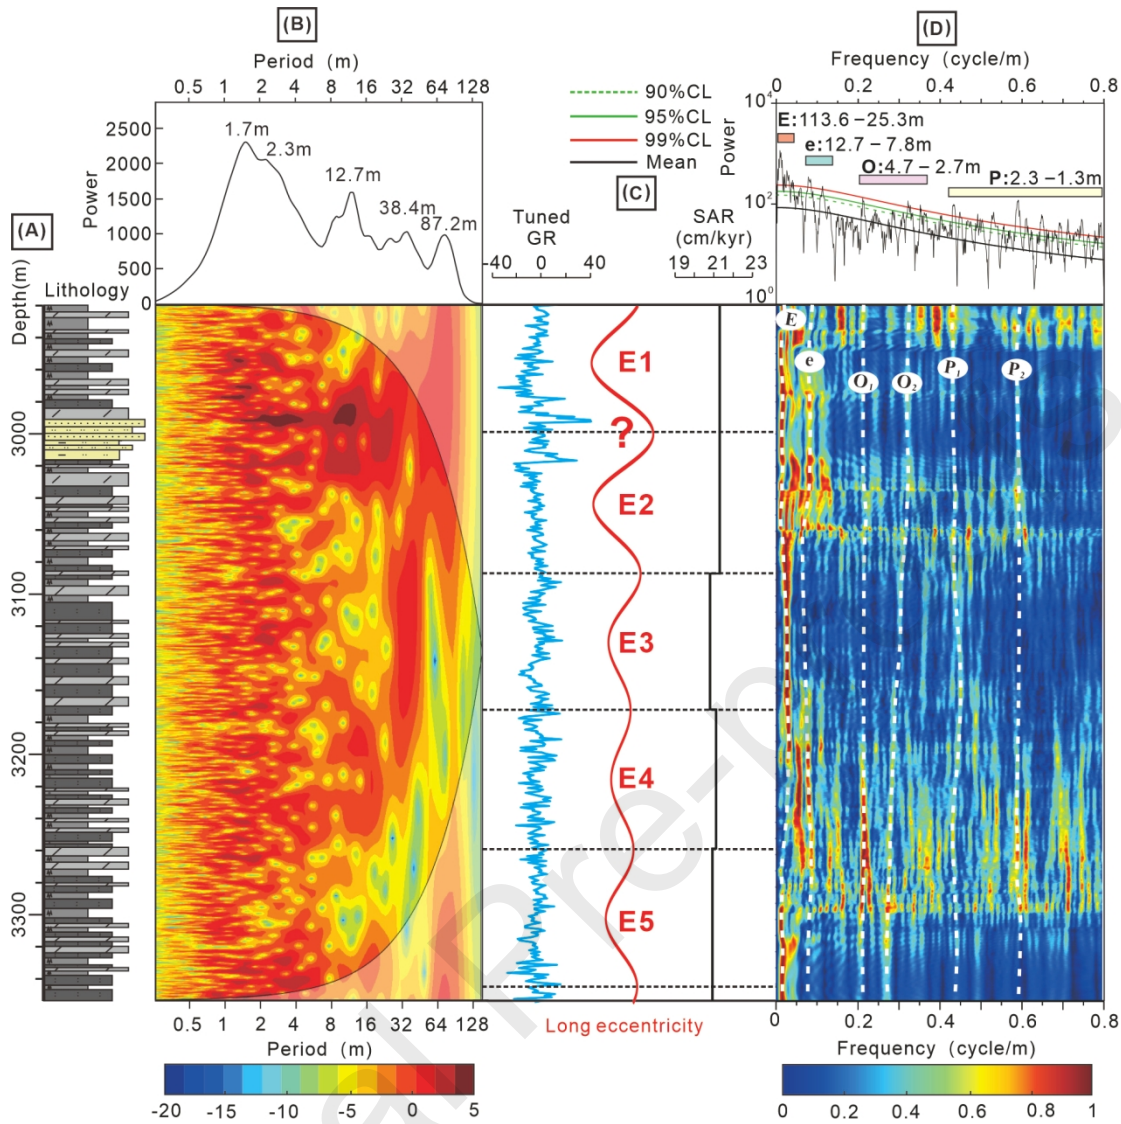 (B)
Period (m)
0.5 1 2 4 8 16 32 64 128
Power
2500
2000
1500
1000
500
0
1.7m
2.3m
12.7m
38.4m
87.2m
90%CL
95%CL
99%CL
Mean
(C)
Tuned
GR
-40 0 40
SAR
(cm/kyr)
19 21 23
(D)
Frequency (cycle/m)
0 0.2 0.4 0.6 0.8
Power
10⁴
10²
10⁰
E:113.6-25.3m
e:12.7-7.8m
O:4.7-2.7m
P:2.3-1.3m
(A)
Lithology
Depth(m)
3000
3100
3200
3300
E1
?
E2
E3
E4
E5
Long eccentricity
E
e
O₁
O₂
P₁
P₂
0.5 1 2 4 8 16 32 64 128
Period (m)
-20 -10 -5 0 5
0 0.2 0.4 0.6 0.8
Frequency (cycle/m)
0 0.2 0.4 0.6 0.8 1
al Pre-p